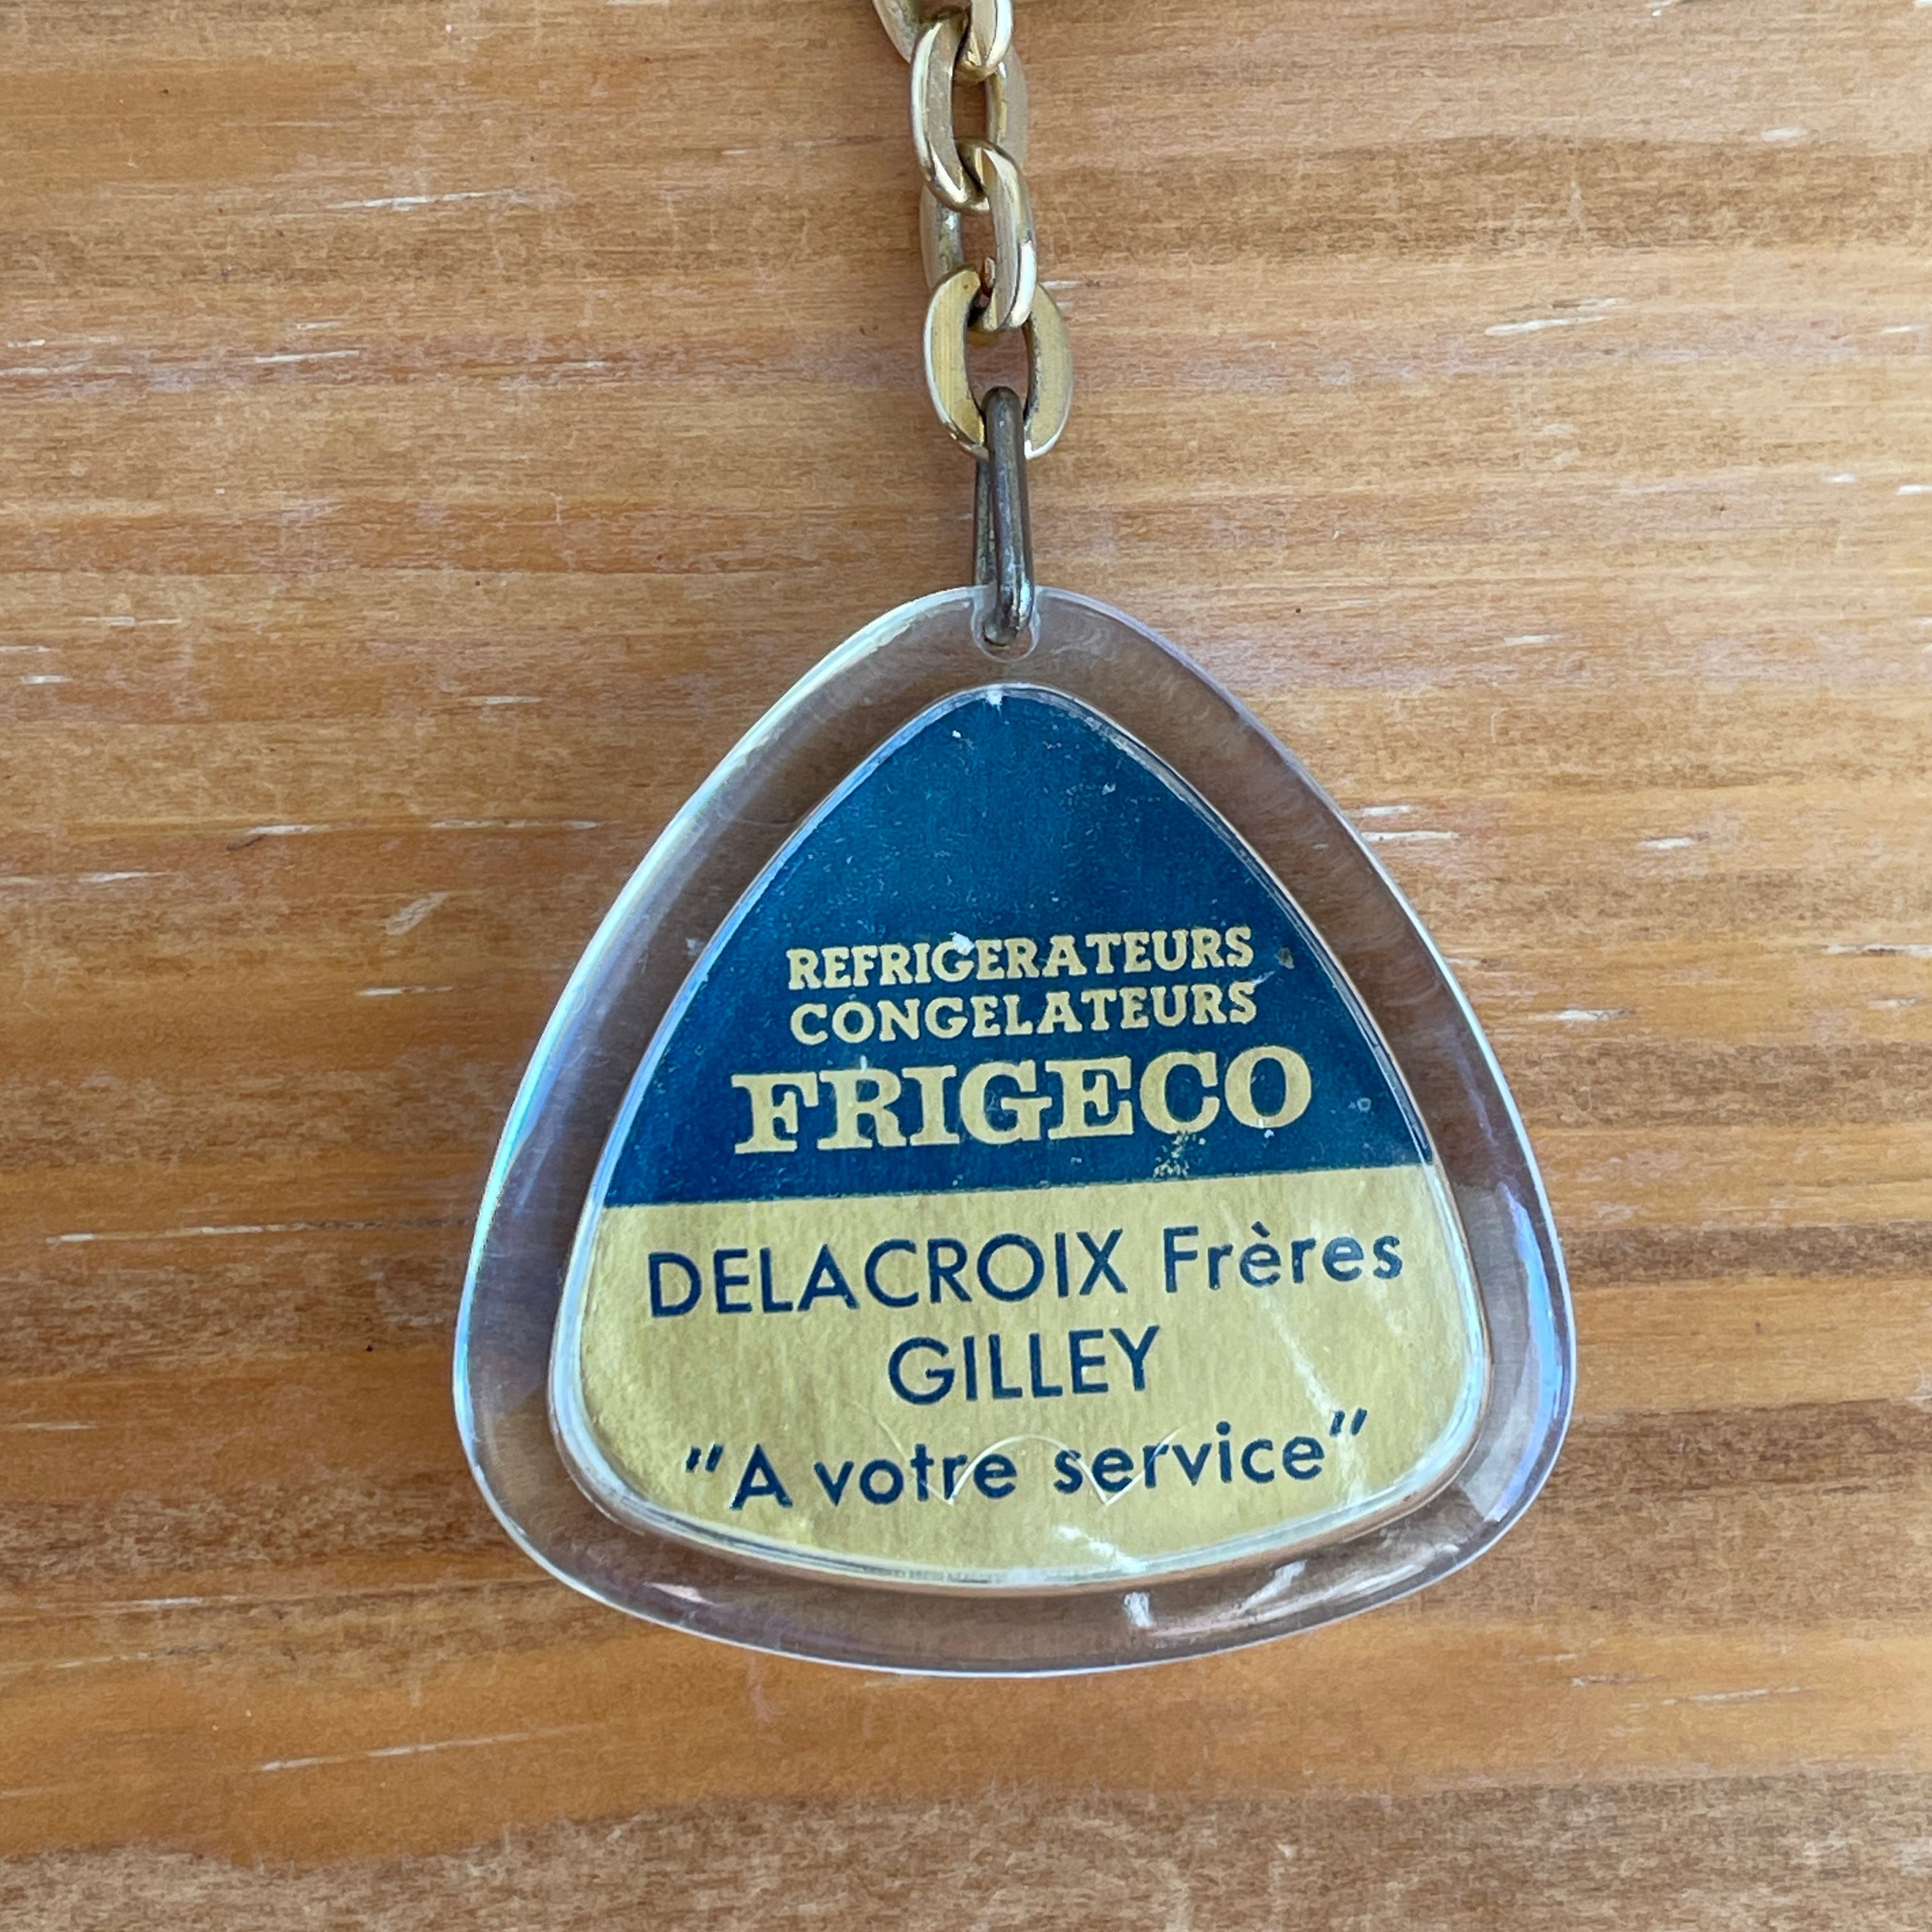 REFRIGERATEURS
CONGELATEURS
FRIGECO
DELACROIX Frères
GILLEY
"A votre service"